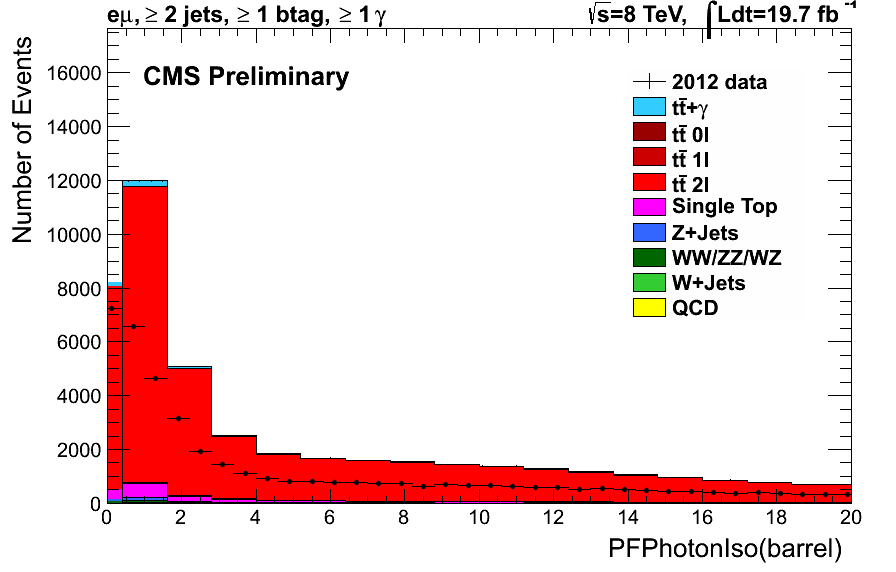 eμ, ≥ 2 jets, ≥ 1 btag, ≥ 1 γ
√s=8 TeV, ∫Ldt=19.7 fb⁻¹
Number of Events
CMS Preliminary
2012 data
tt̄+γ
tt̄ 0l
tt̄ 1l
tt̄ 2l
Single Top
Z+Jets
WW/ZZ/WZ
W+Jets
QCD
16000
14000
12000
10000
8000
6000
4000
2000
0
0 2 4 6 8 10 12 14 16 18 20
PFPhotonIso(barrel)